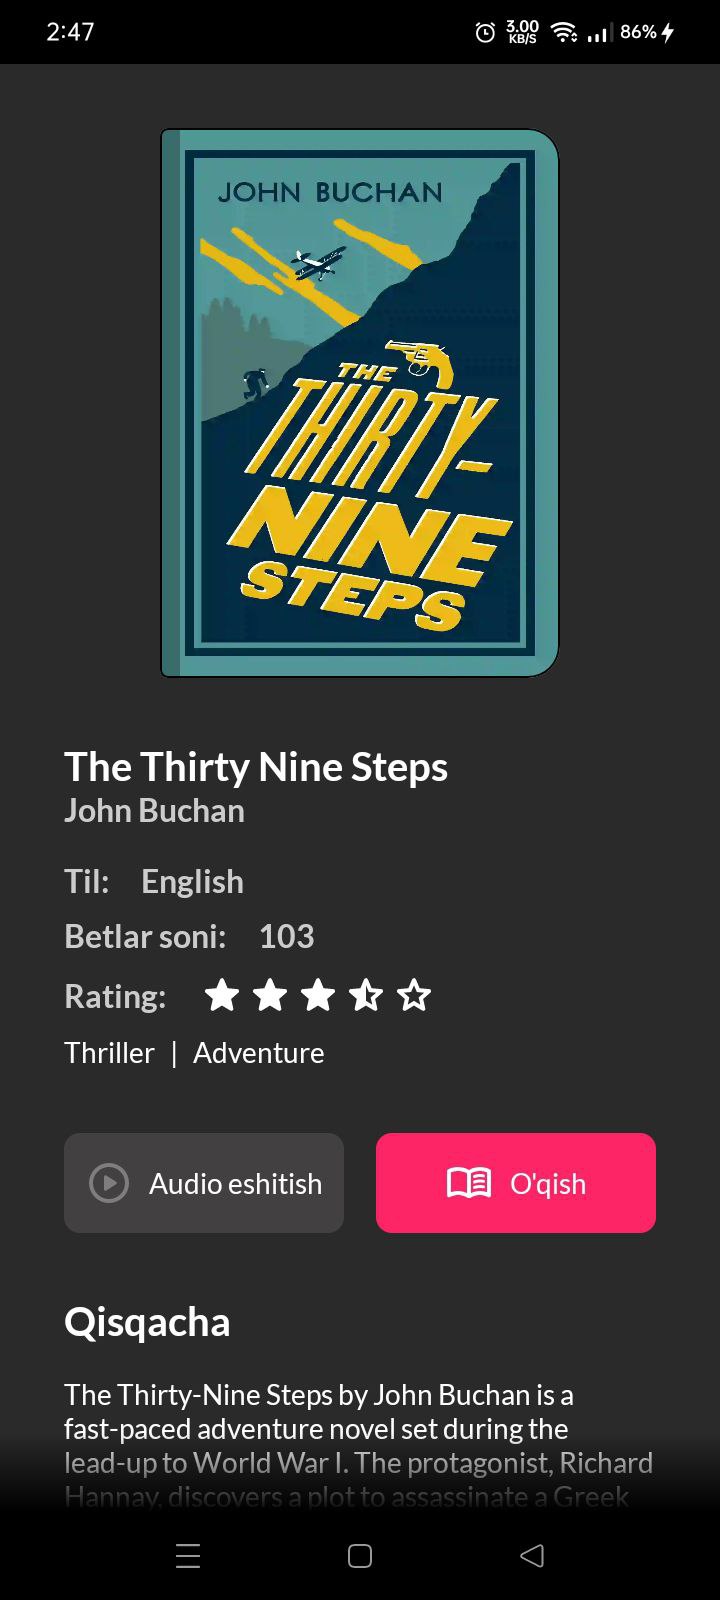 2:47
3.00
KB/S
86%
JOHN BUCHAN
THE
THIRTY-
NINE
STEPS
The Thirty Nine Steps
John Buchan
Til: English
Betlar soni: 103
Rating:
Thriller | Adventure
Audio eshitish
O'qish
Qisqacha
The Thirty-Nine Steps by John Buchan is a
fast-paced adventure novel set during the
lead-up to World War I. The protagonist, Richard
Hannay, discovers a plot to assassinate a Greek